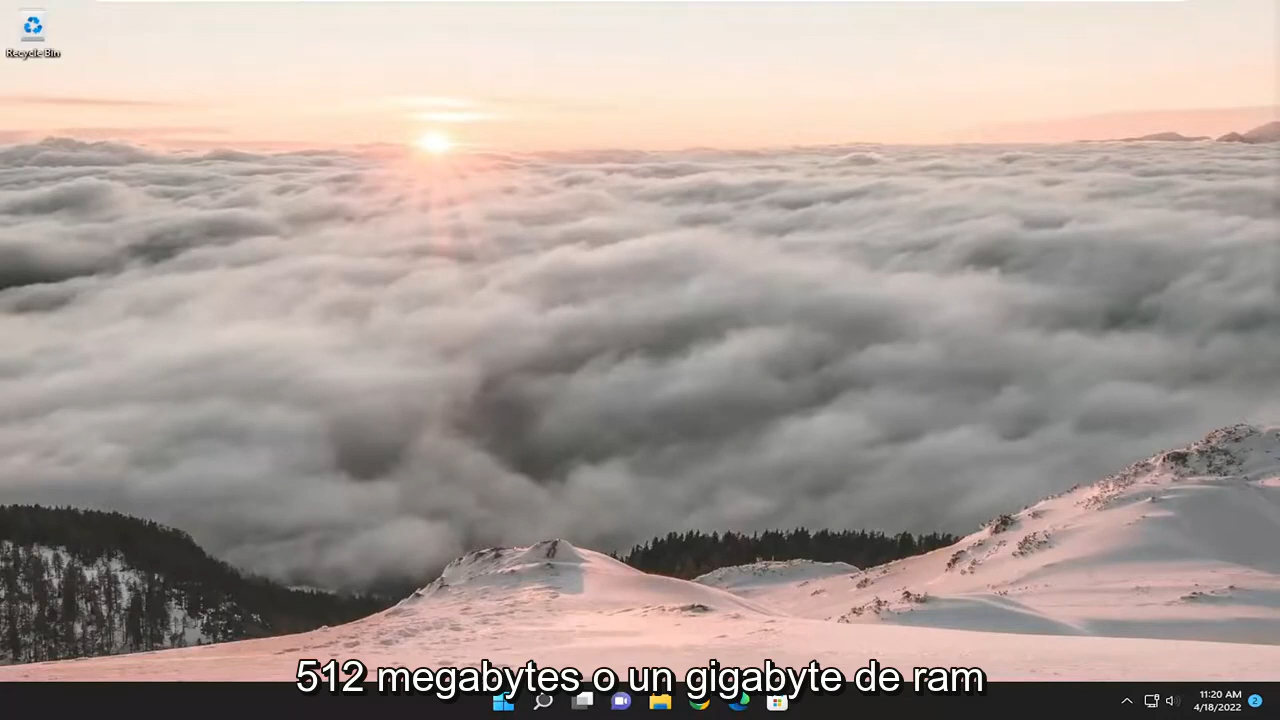 Recycle Bin
512 megabytes o un gigabyte de ram
11:20 AM
4/18/2022
2